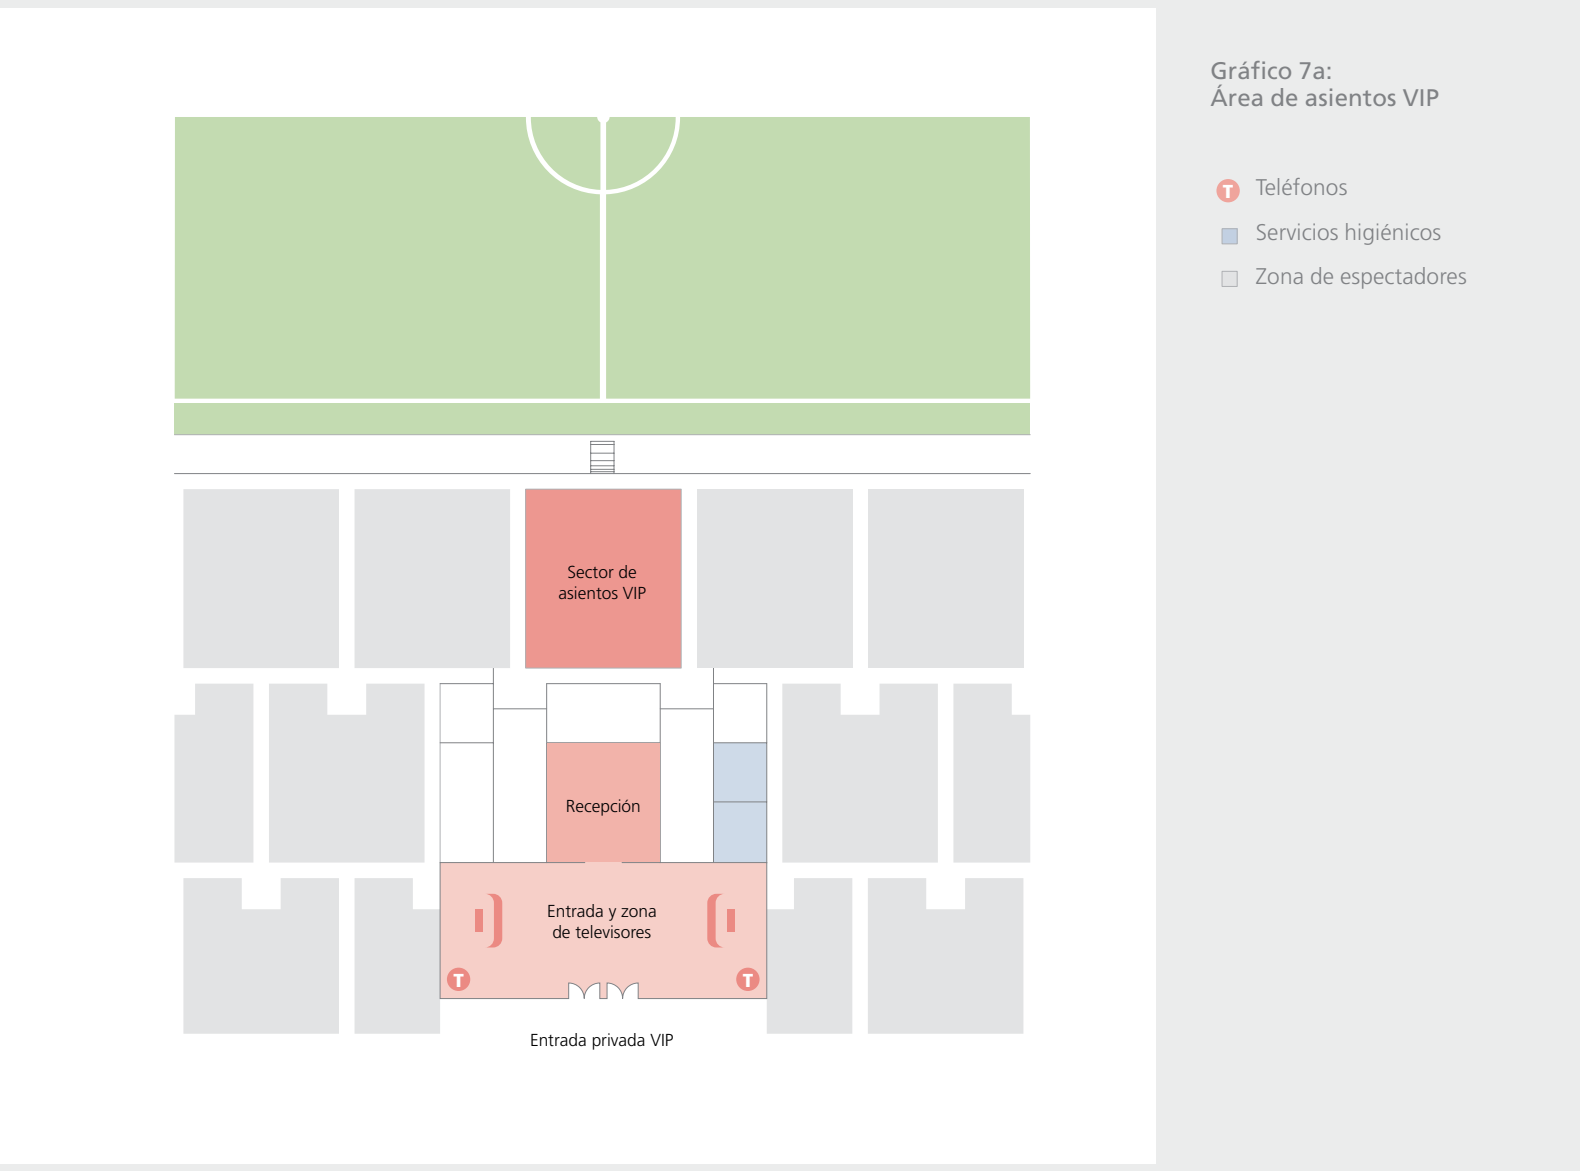 Gráfico 7a:
Área de asientos VIP
T Teléfonos
Servicios higiénicos
Zona de espectadores
Sector de
asientos VIP
Recepción
Entrada y zona
de televisores
T
T
Entrada privada VIP